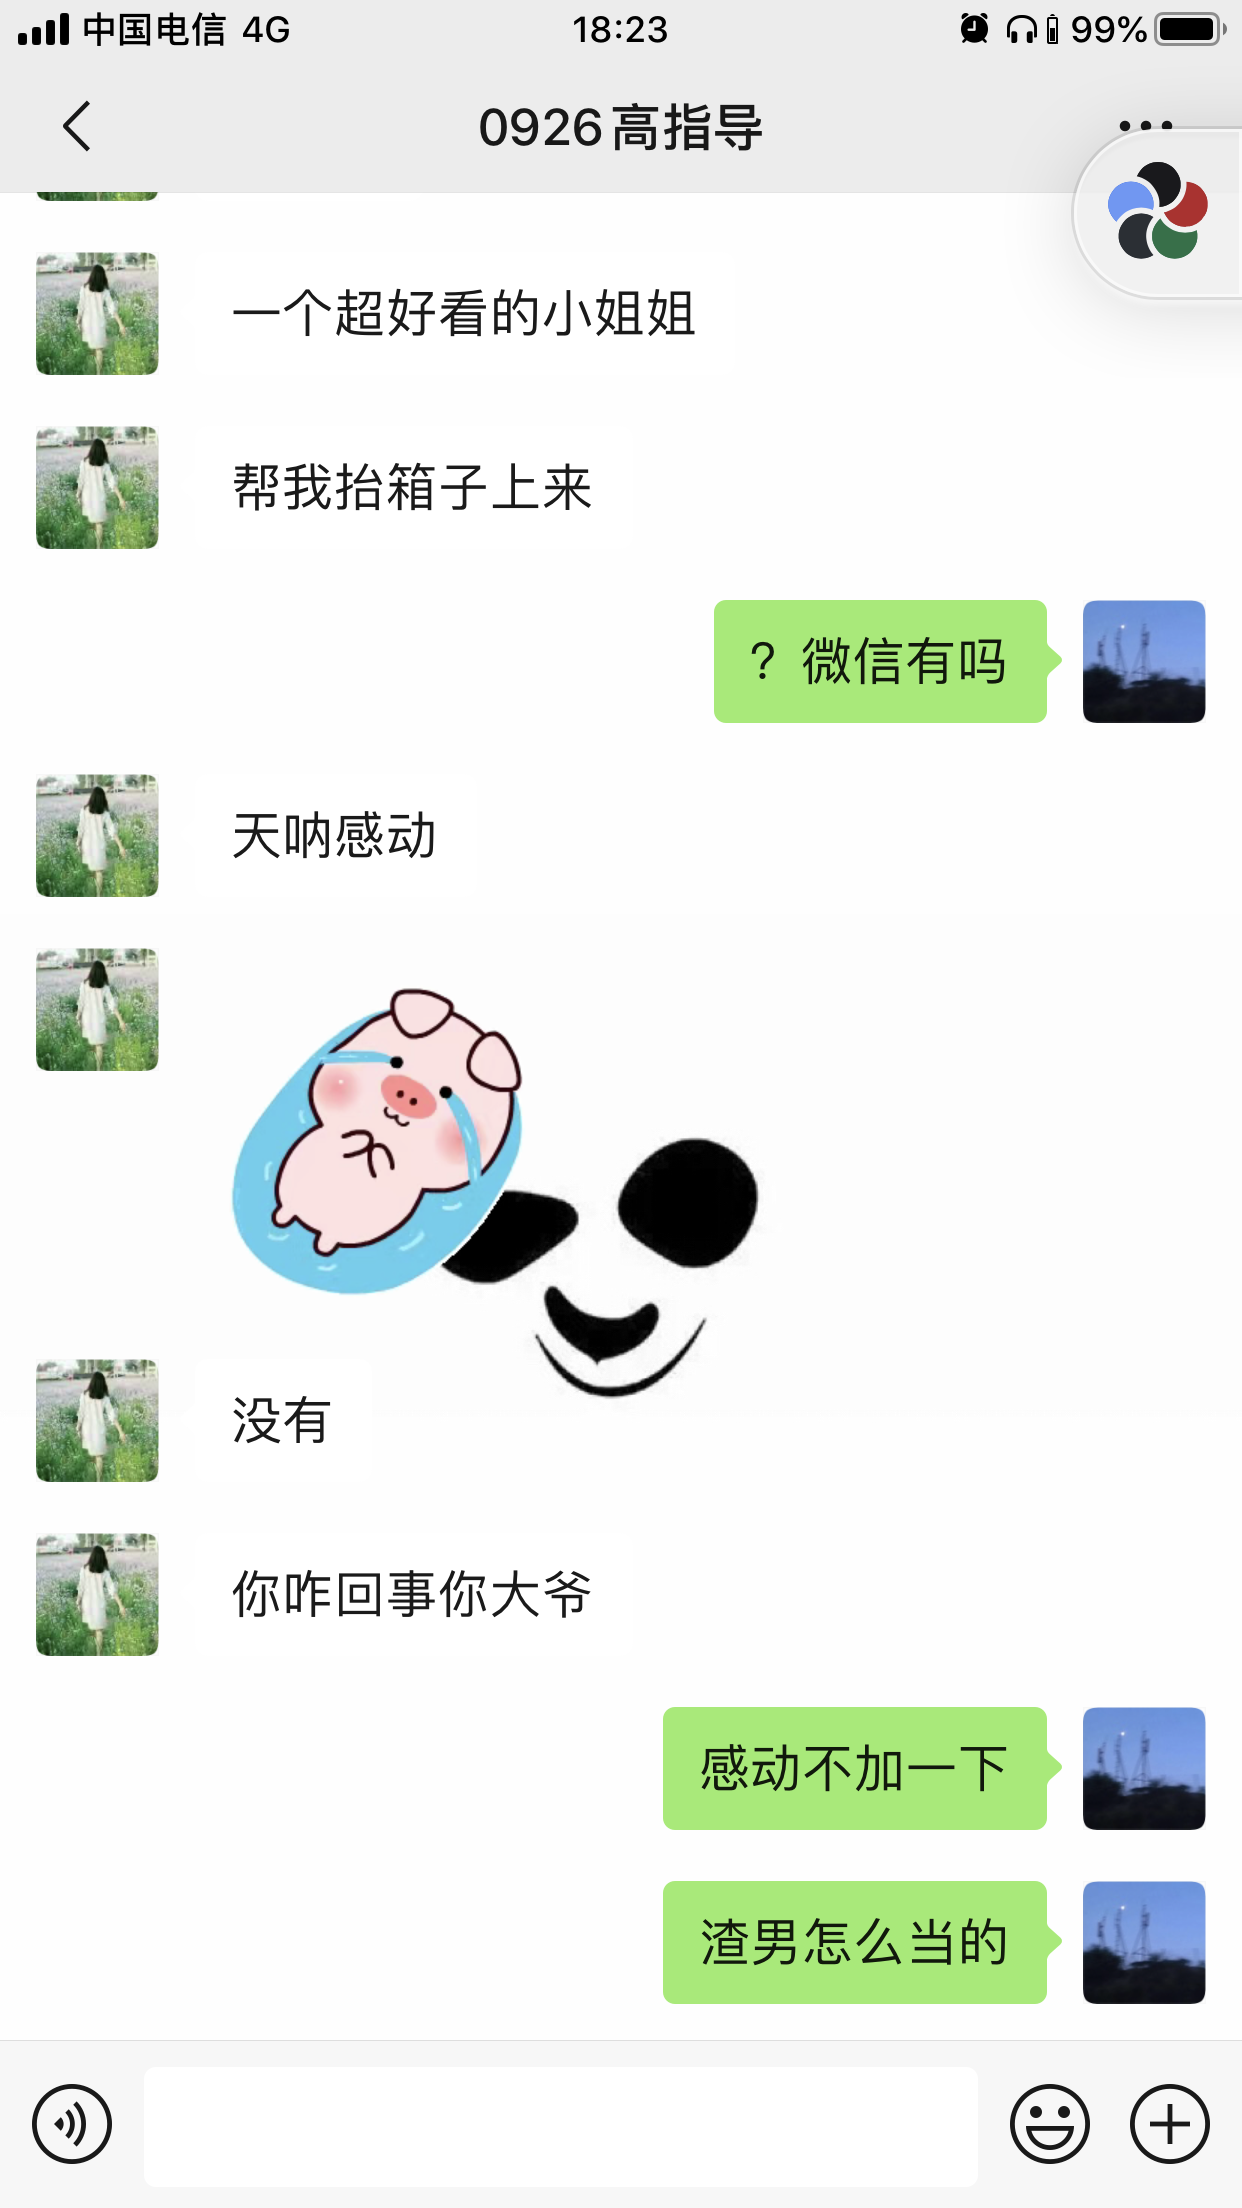 中国电信 4G
18:23
99%
0926高指导
一个超好看的小姐姐
帮我抬箱子上来
？微信有吗
天呐感动
没有
你咋回事你大爷
感动不加一下
渣男怎么当的